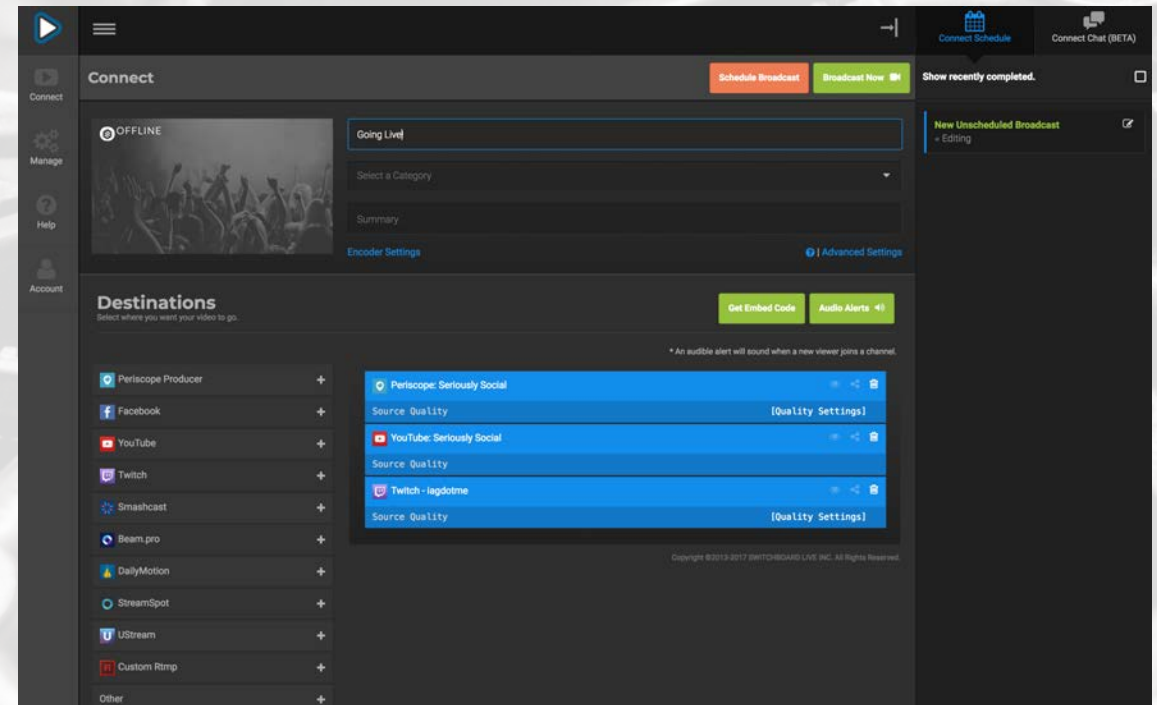 Connect Schedule
Connect Chat (BETA)
Connect
Manage
Help
Account
Connect
Schedule Broadcast
Broadcast Now
Show recently completed.
OFFLINE
Going Live
Select a Category
Summary
Encoder Settings
| Advanced Settings
New Unscheduled Broadcast
+ Editing
Destinations
Select where you want your video to go.
Get Embed Code
Audio Alerts
* An audible alert will sound when a new viewer joins a channel.
Periscope Producer
Facebook
YouTube
Twitch
Smashcast
Beam.pro
DailyMotion
StreamSpot
UStream
Custom Rtmp
Other
Periscope: Seriously Social
Source Quality [Quality Settings]
YouTube: Seriously Social
Source Quality
Twitch - iagdotme
Source Quality [Quality Settings]
Copyright ©2013-2017 SWITCHBOARD LIVE INC. All Rights Reserved.